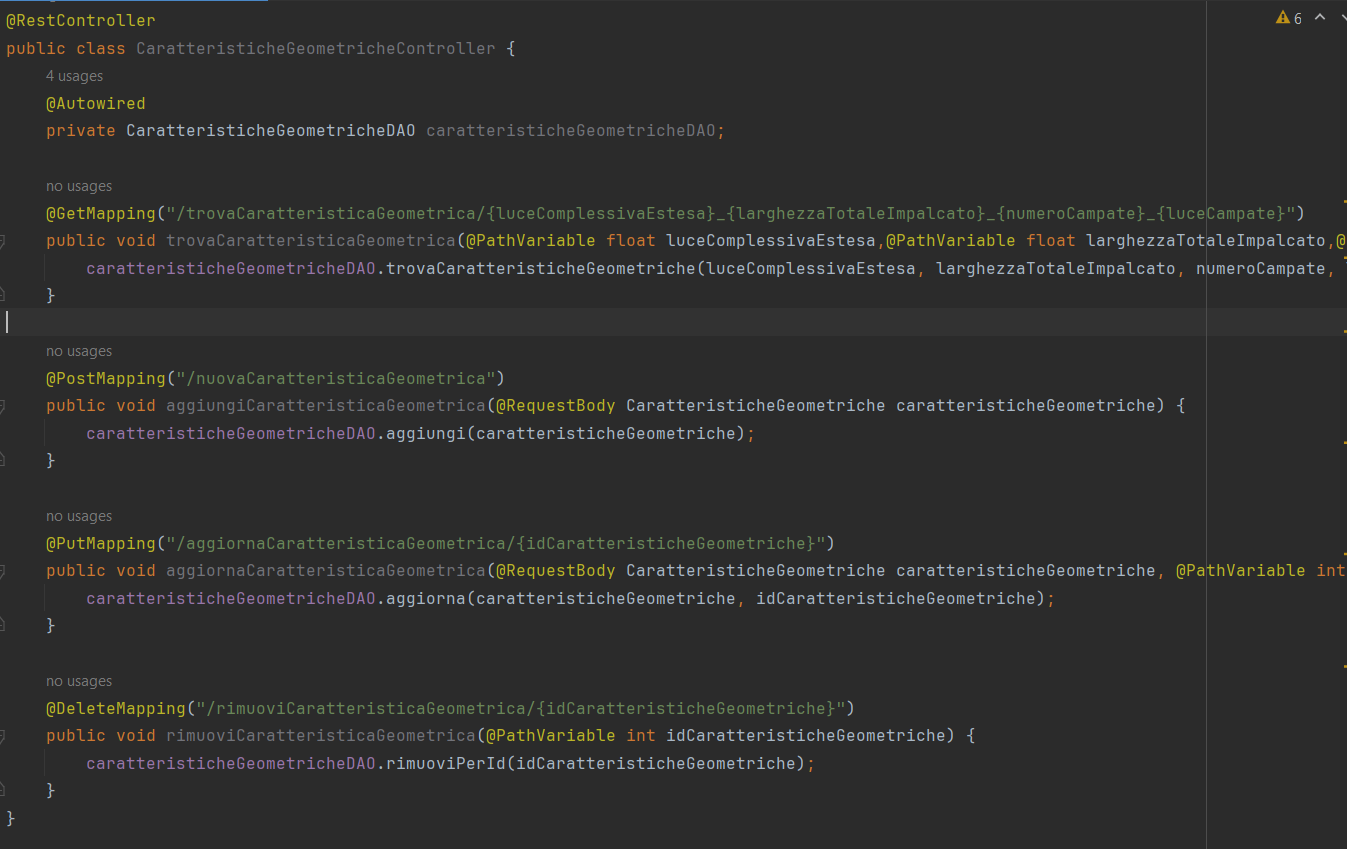 @RestController
6
public class CaratteristicheGeometricheController {
4 usages
@Autowired
private CaratteristicheGeometricheDAO caratteristicheGeometricheDAO;
no usages
@GetMapping("/trovaCaratteristicaGeometrica/{luceComplessivaEstesa}_{larghezzaTotaleImpalcato}_{numeroCampate}_{luceCampate}")
public void trovaCaratteristicaGeometrica(@PathVariable float luceComplessivaEstesa,@PathVariable float larghezzaTotaleImpalcato,@
caratteristicheGeometricheDAO.trovaCaratteristicheGeometriche(luceComplessivaEstesa, larghezzaTotaleImpalcato, numeroCampate,
}
no usages
@PostMapping("/nuovaCaratteristicaGeometrica")
public void aggiungiCaratteristicaGeometrica(@RequestBody CaratteristicheGeometriche caratteristicheGeometriche) {
caratteristicheGeometricheDAO.aggiungi(caratteristicheGeometriche);
}
no usages
@PutMapping("/aggiornaCaratteristicaGeometrica/{idCaratteristicheGeometriche}")
public void aggiornaCaratteristicaGeometrica(@RequestBody CaratteristicheGeometriche caratteristicheGeometriche, @PathVariable int
caratteristicheGeometricheDAO.aggiorna(caratteristicheGeometriche, idCaratteristicheGeometriche);
}
no usages
@DeleteMapping("/rimuoviCaratteristicaGeometrica/{idCaratteristicheGeometriche}")
public void rimuoviCaratteristicaGeometrica(@PathVariable int idCaratteristicheGeometriche) {
caratteristicheGeometricheDAO.rimuoviPerId(idCaratteristicheGeometriche);
}
}